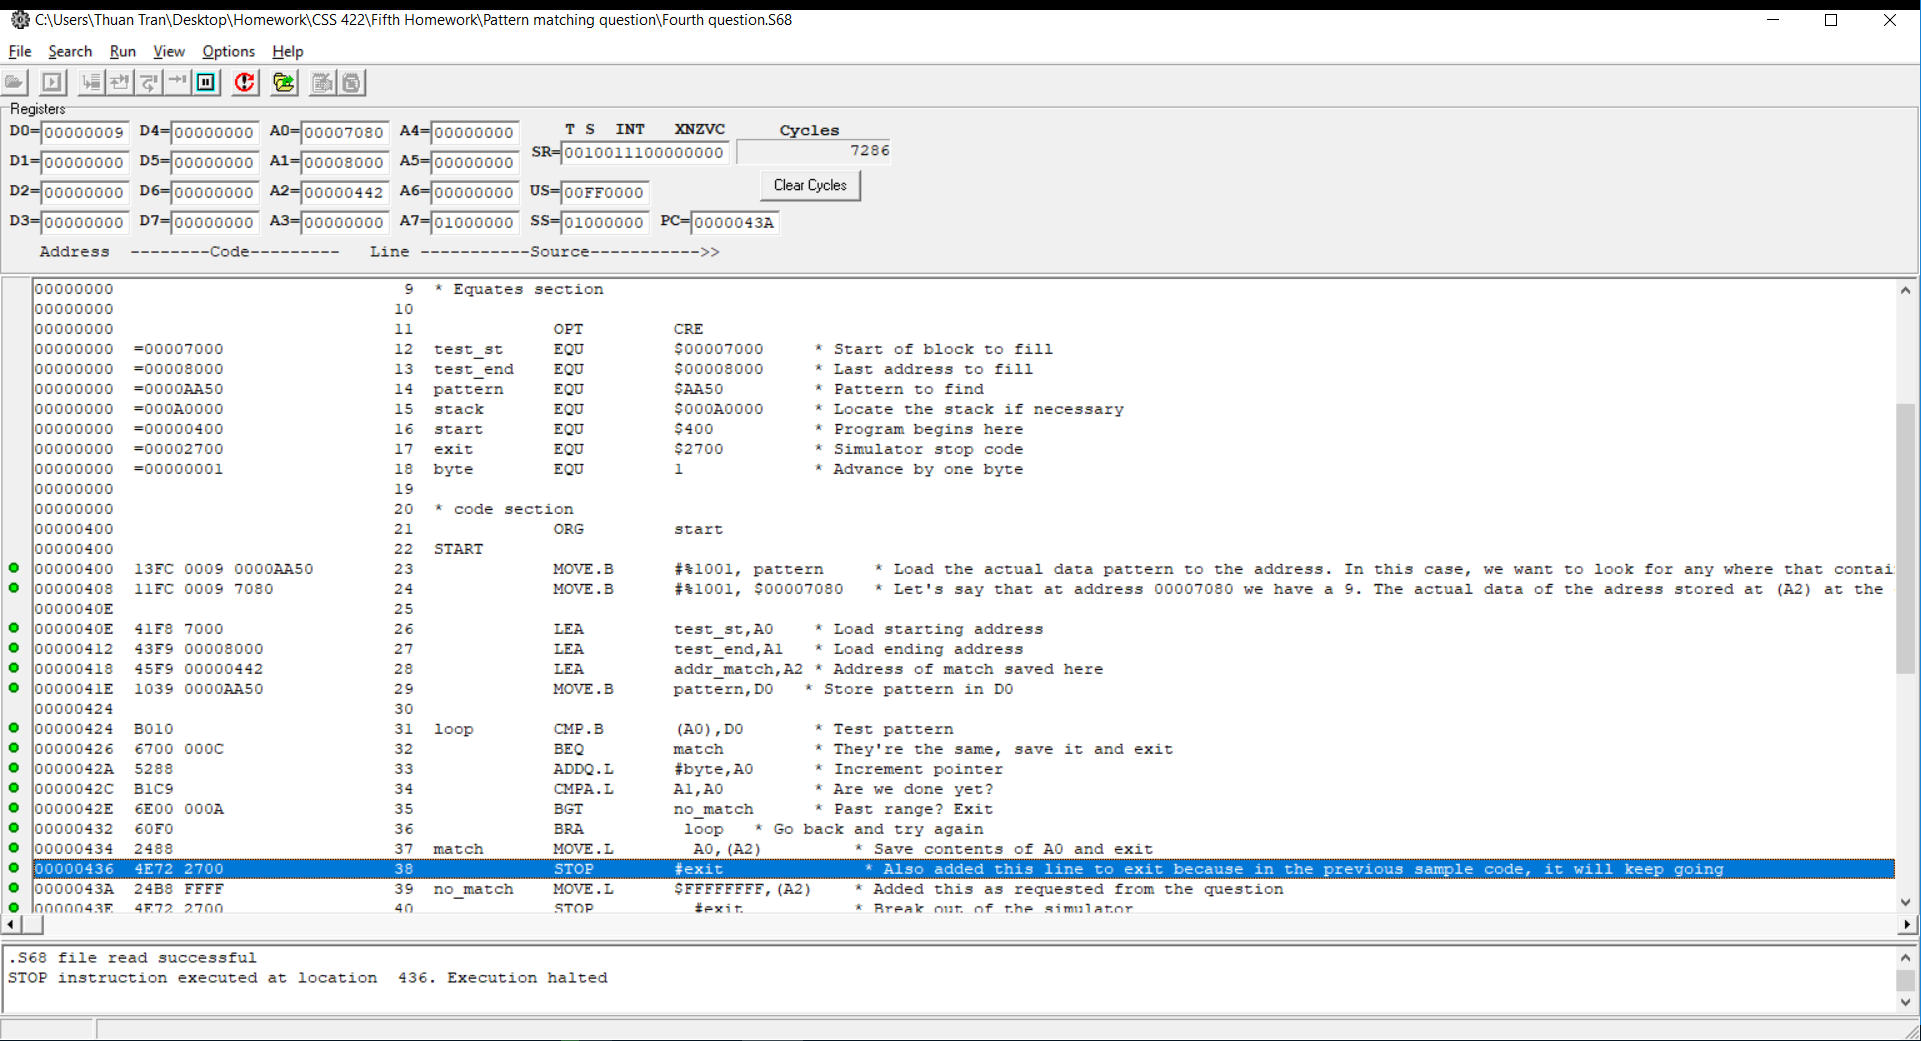 C:\Users\Thuan Tran\Desktop\Homework\CSS 422\Fifth Homework\Pattern matching question\Fourth question.S68
File Search Run View Options Help
Registers
D0= 00000009 D4= 00000000 A0= 00007080 A4= 00000000 T S INT XNZVC Cycles
D1= 00000000 D5= 00000000 A1= 00008000 A5= 00000000 SR= 0010011100000000 7286
D2= 00000000 D6= 00000000 A2= 00000442 A6= 00000000 US= 00FF0000 Clear Cycles
D3= 00000000 D7= 00000000 A3= 00000000 A7= 01000000 SS= 01000000 PC= 0000043A
Address --------Code--------- Line -----------Source----------->>
00000000 9 * Equates section
00000000 10
00000000 11 OPT CRE
00000000 =00007000 12 test_st EQU $00007000 * Start of block to fill
00000000 =00008000 13 test_end EQU $00008000 * Last address to fill
00000000 =0000AA50 14 pattern EQU $AA50 * Pattern to find
00000000 =000A0000 15 stack EQU $000A0000 * Locate the stack if necessary
00000000 =00000400 16 start EQU $400 * Program begins here
00000000 =00002700 17 exit EQU $2700 * Simulator stop code
00000000 =00000001 18 byte EQU 1 * Advance by one byte
00000000 19
00000000 20 * code section
00000400 21 ORG start
00000400 22 START
00000400 13FC 0009 0000AA50 23 MOVE.B #%1001, pattern * Load the actual data pattern to the address. In this case, we want to look for any where that contai
00000408 11FC 0009 7080 24 MOVE.B #%1001, $00007080 * Let's say that at address 00007080 we have a 9. The actual data of the adress stored at (A2) at the
0000040E 25
0000040E 41F8 7000 26 LEA test_st,A0 * Load starting address
00000412 43F9 00008000 27 LEA test_end,A1 * Load ending address
00000418 45F9 00000442 28 LEA addr_match,A2 * Address of match saved here
0000041E 1039 0000AA50 29 MOVE.B pattern,D0 * Store pattern in D0
00000424 30
00000424 B010 31 loop CMP.B (A0),D0 * Test pattern
00000426 6700 000C 32 BEQ match * They're the same, save it and exit
0000042A 5288 33 ADDQ.L #byte,A0 * Increment pointer
0000042C B1C9 34 CMPA.L A1,A0 * Are we done yet?
0000042E 6E00 000A 35 BGT no_match * Past range? Exit
00000432 60F0 36 BRA loop * Go back and try again
00000434 2488 37 match MOVE.L A0,(A2) * Save contents of A0 and exit
00000436 4E72 2700 38 STOP #exit * Also added this line to exit because in the previous sample code, it will keep going
0000043A 24B8 FFFF 39 no_match MOVE.L $FFFFFFFF,(A2) * Added this as requested from the question
0000043E 4E72 2700 40 STOP #exit * Break out of the simulator
.S68 file read successful
STOP instruction executed at location 436. Execution halted